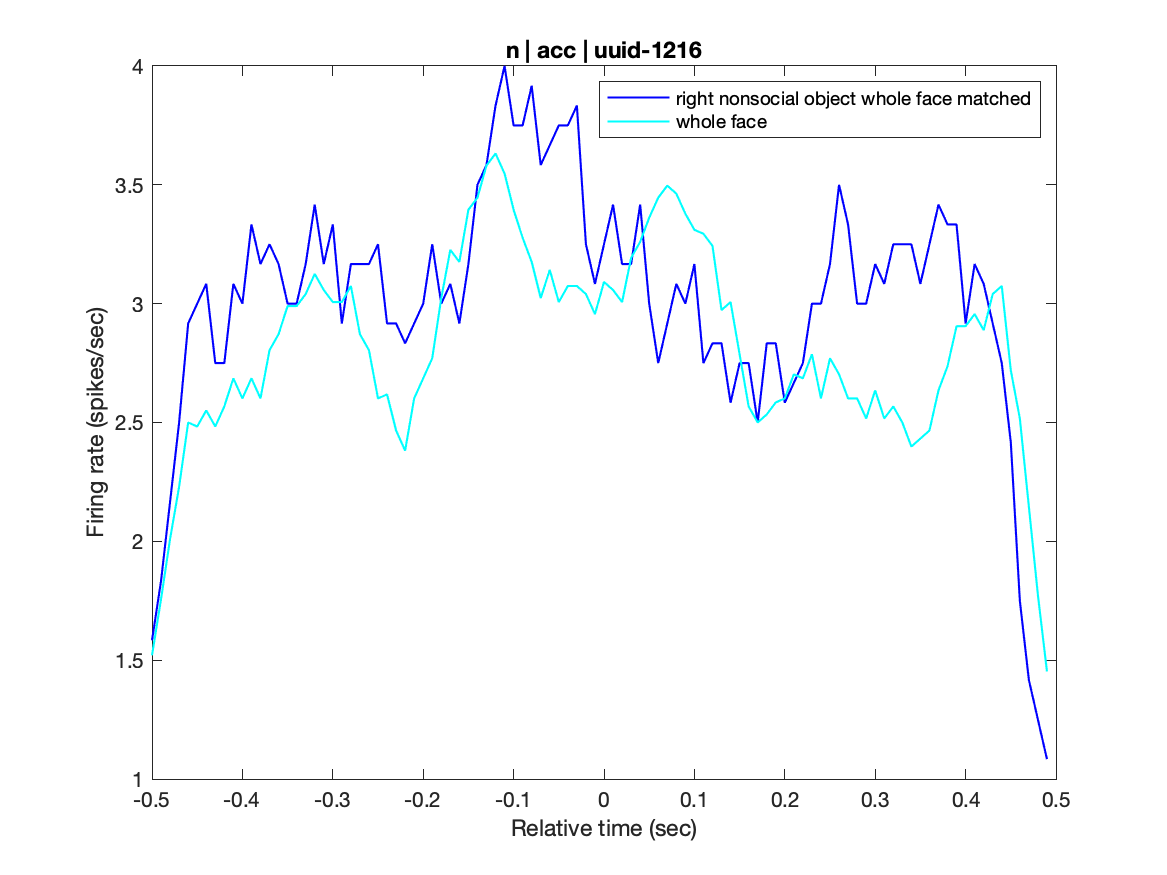 n | acc | uuid-1216
right nonsocial object whole face matched
whole face
4
3.5
3
2.5
2
1.5
1
Firing rate (spikes/sec)
-0.5 -0.4 -0.3 -0.2 -0.1 0 0.1 0.2 0.3 0.4 0.5
Relative time (sec)